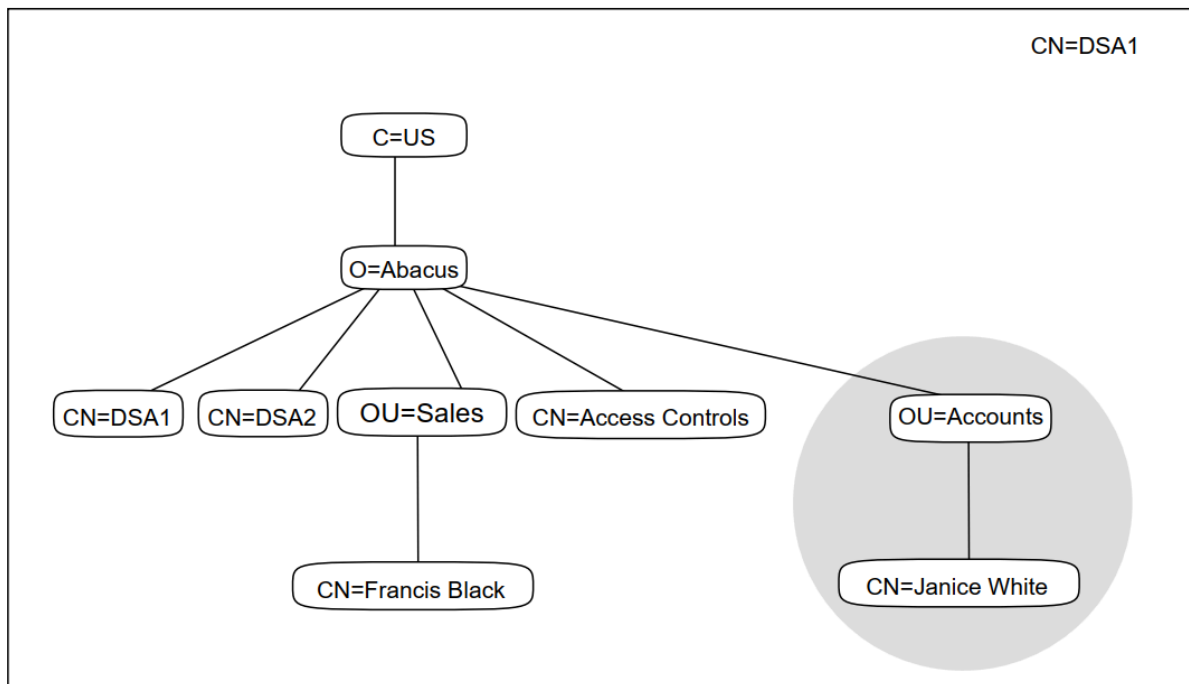 CN=DSA1
C=US
O=Abacus
CN=DSA1
CN=DSA2
OU=Sales
CN=Access Controls
OU=Accounts
CN=Francis Black
CN=Janice White